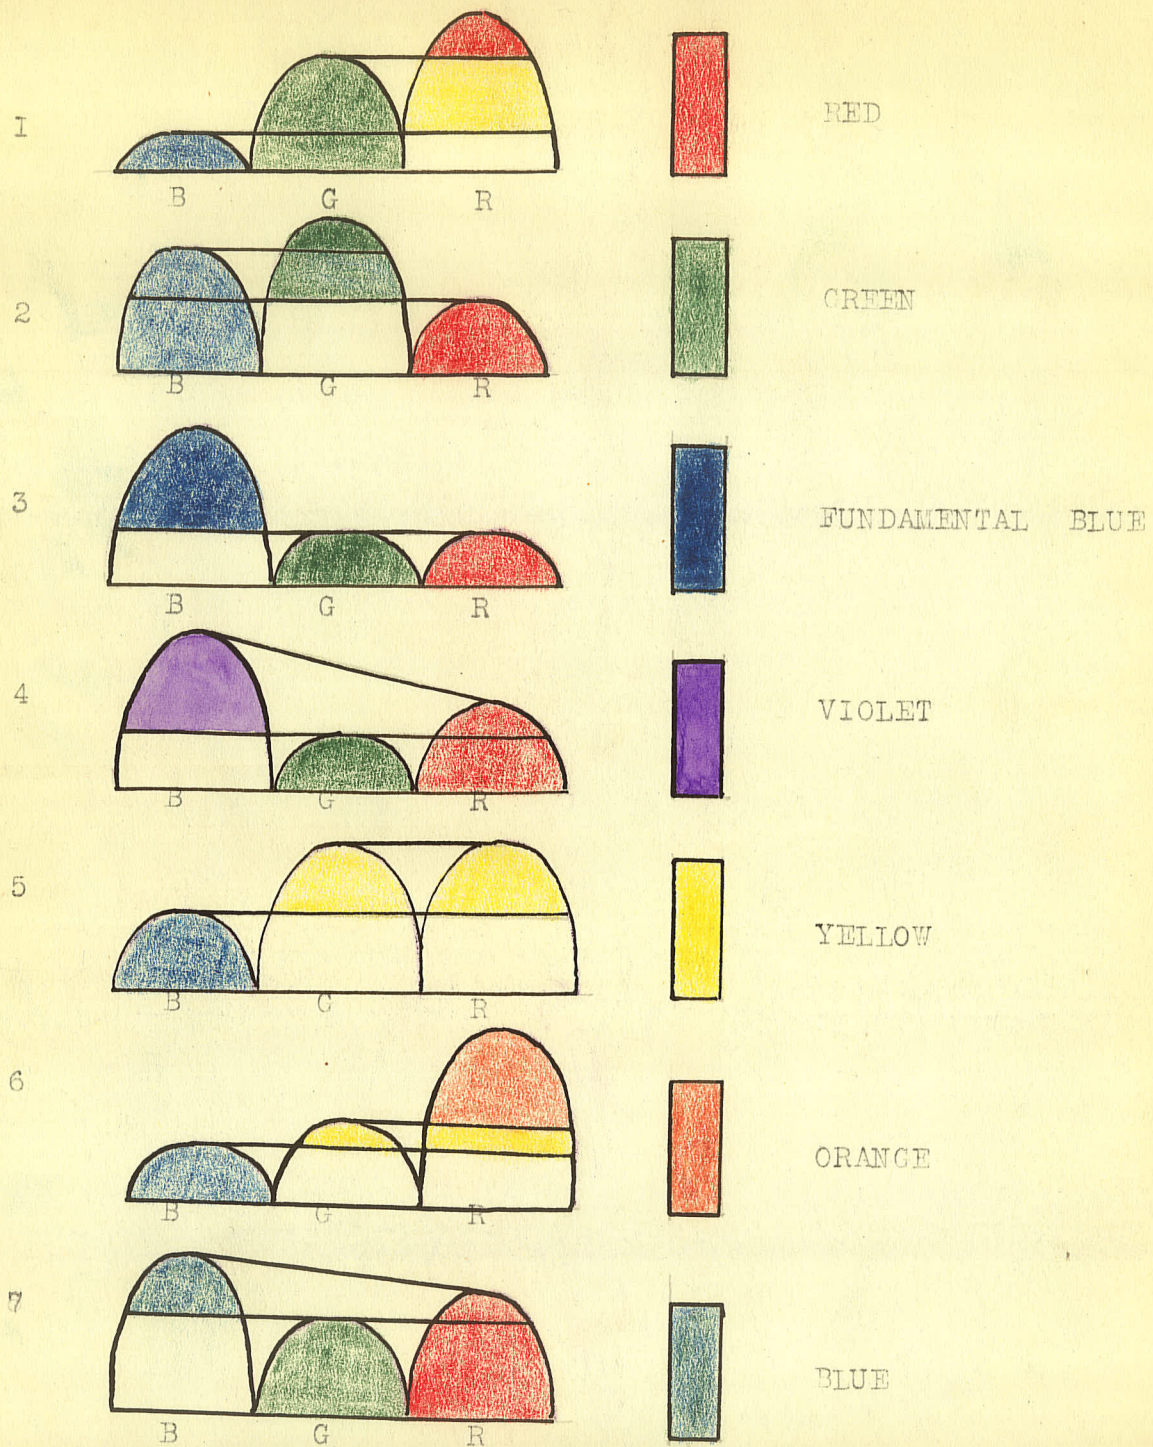 1 RED
B G R
2 GREEN
B G R
3 FUNDAMENTAL BLUE
B G R
4 VIOLET
B G R
5 YELLOW
B G R
6 ORANGE
B G R
7 BLUE
B G R